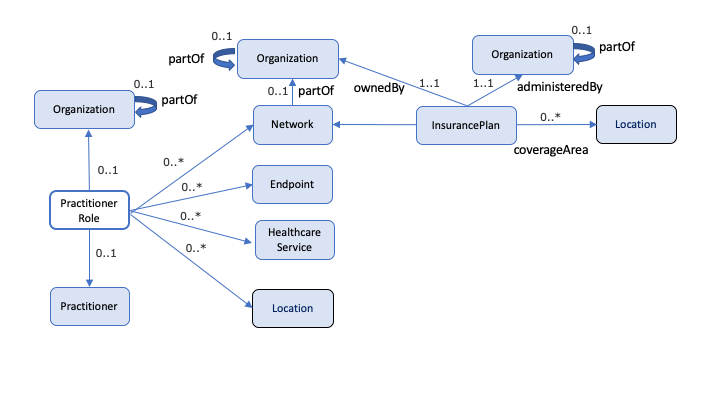 0..1
0..1
partOf
Organization
Organization
partOf
0..1
ownedBy
1..1
1..1
administeredBy
0..1
partOf
Organization
partOf
0..1
Network
InsurancePlan
0..*
Location
coverageArea
0..*
0..1
0..*
Endpoint
Practitioner
Role
0..*
Healthcare
Service
0..1
0..*
Practitioner
Location